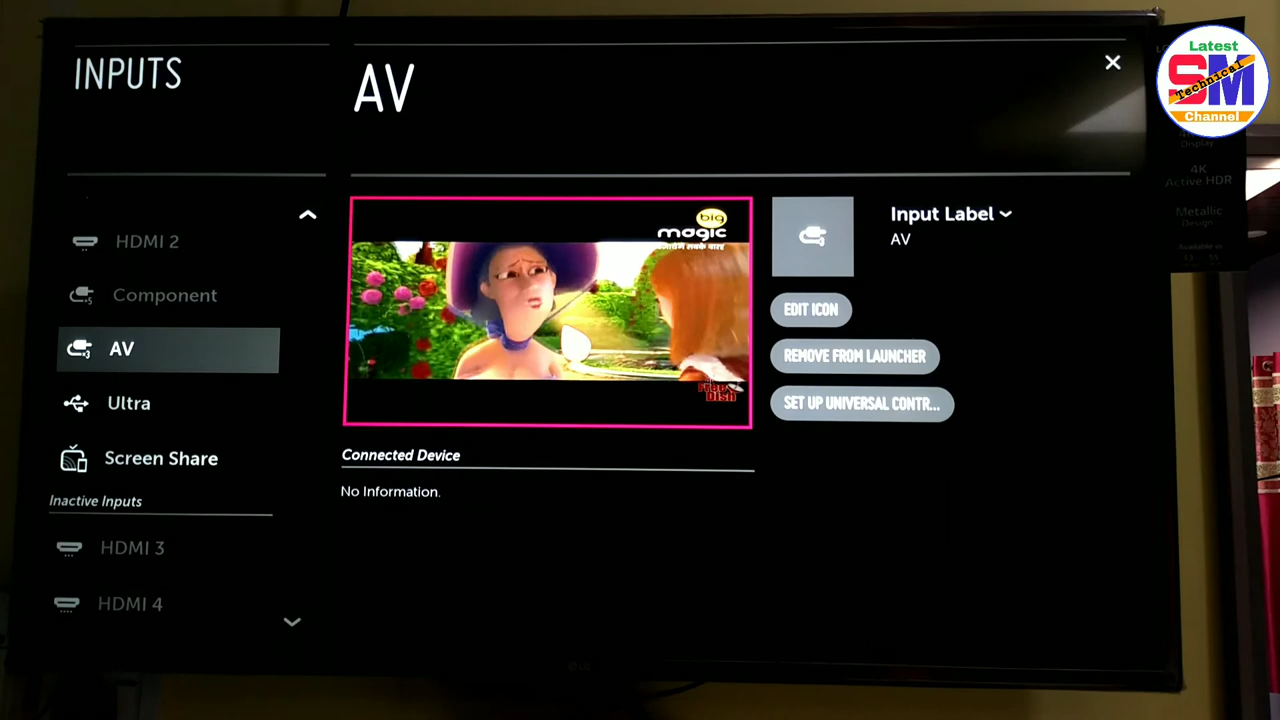 INPUTS
AV
HDMI 2
Component
AV
Ultra
Screen Share
Inactive Inputs
HDMI 3
HDMI 4
big
magic
Free
Dish
Input Label
AV
EDIT ICON
REMOVE FROM LAUNCHER
SET UP UNIVERSAL CONTR...
Connected Device
No Information.
Latest
SM
Technical
Channel
Display
4K
Active HDR
Metallic
Design
LG